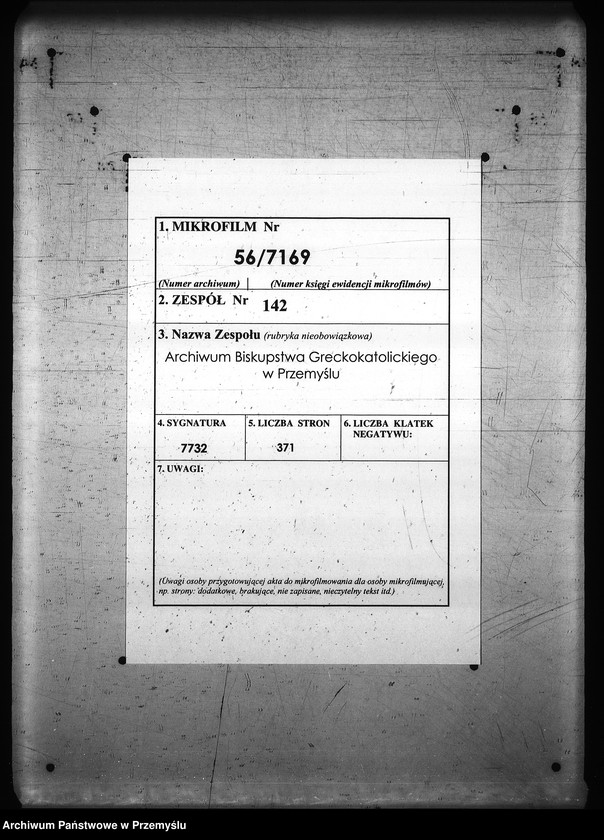 1. MIKROFILM Nr
56/7169
(Numer archiwum) | (Numer księgi ewidencji mikrofilmów)
2. ZESPÓŁ Nr 142
3. Nazwa Zespołu (rubryka nieobowiązkowa)
Archiwum Biskupstwa Greckokatolickiego
w Przemyślu
4. SYGNATURA
7732
5. LICZBA STRON
371
6. LICZBA KLATEK
NEGATYWU:
7. UWAGI:
(Uwagi osoby przygotowującej akta do mikrofilmowania dla osoby mikrofilmującej,
np. strony: dodatkowe, brakujące, nie zapisane, nieczytelny tekst itd.)
Archiwum Państwowe w Przemyślu